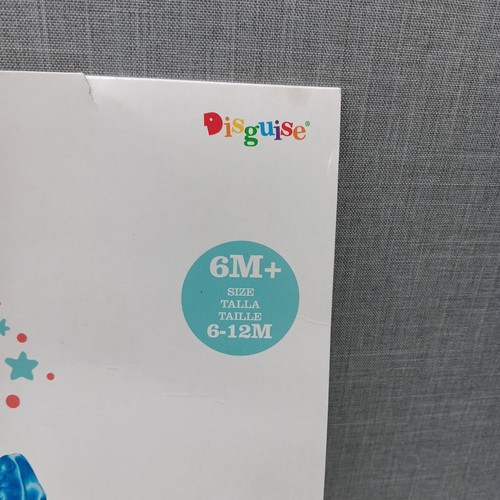 Disguise®
6M+
SIZE
TALLA
TAILLE
6-12M